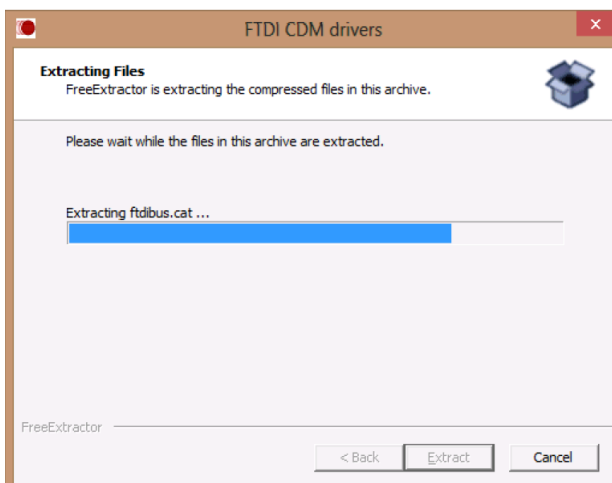 FTDI CDM drivers
Extracting Files
FreeExtractor is extracting the compressed files in this archive.
Please wait while the files in this archive are extracted.
Extracting ftdibus.cat ...
FreeExtractor
< Back
Extract
Cancel